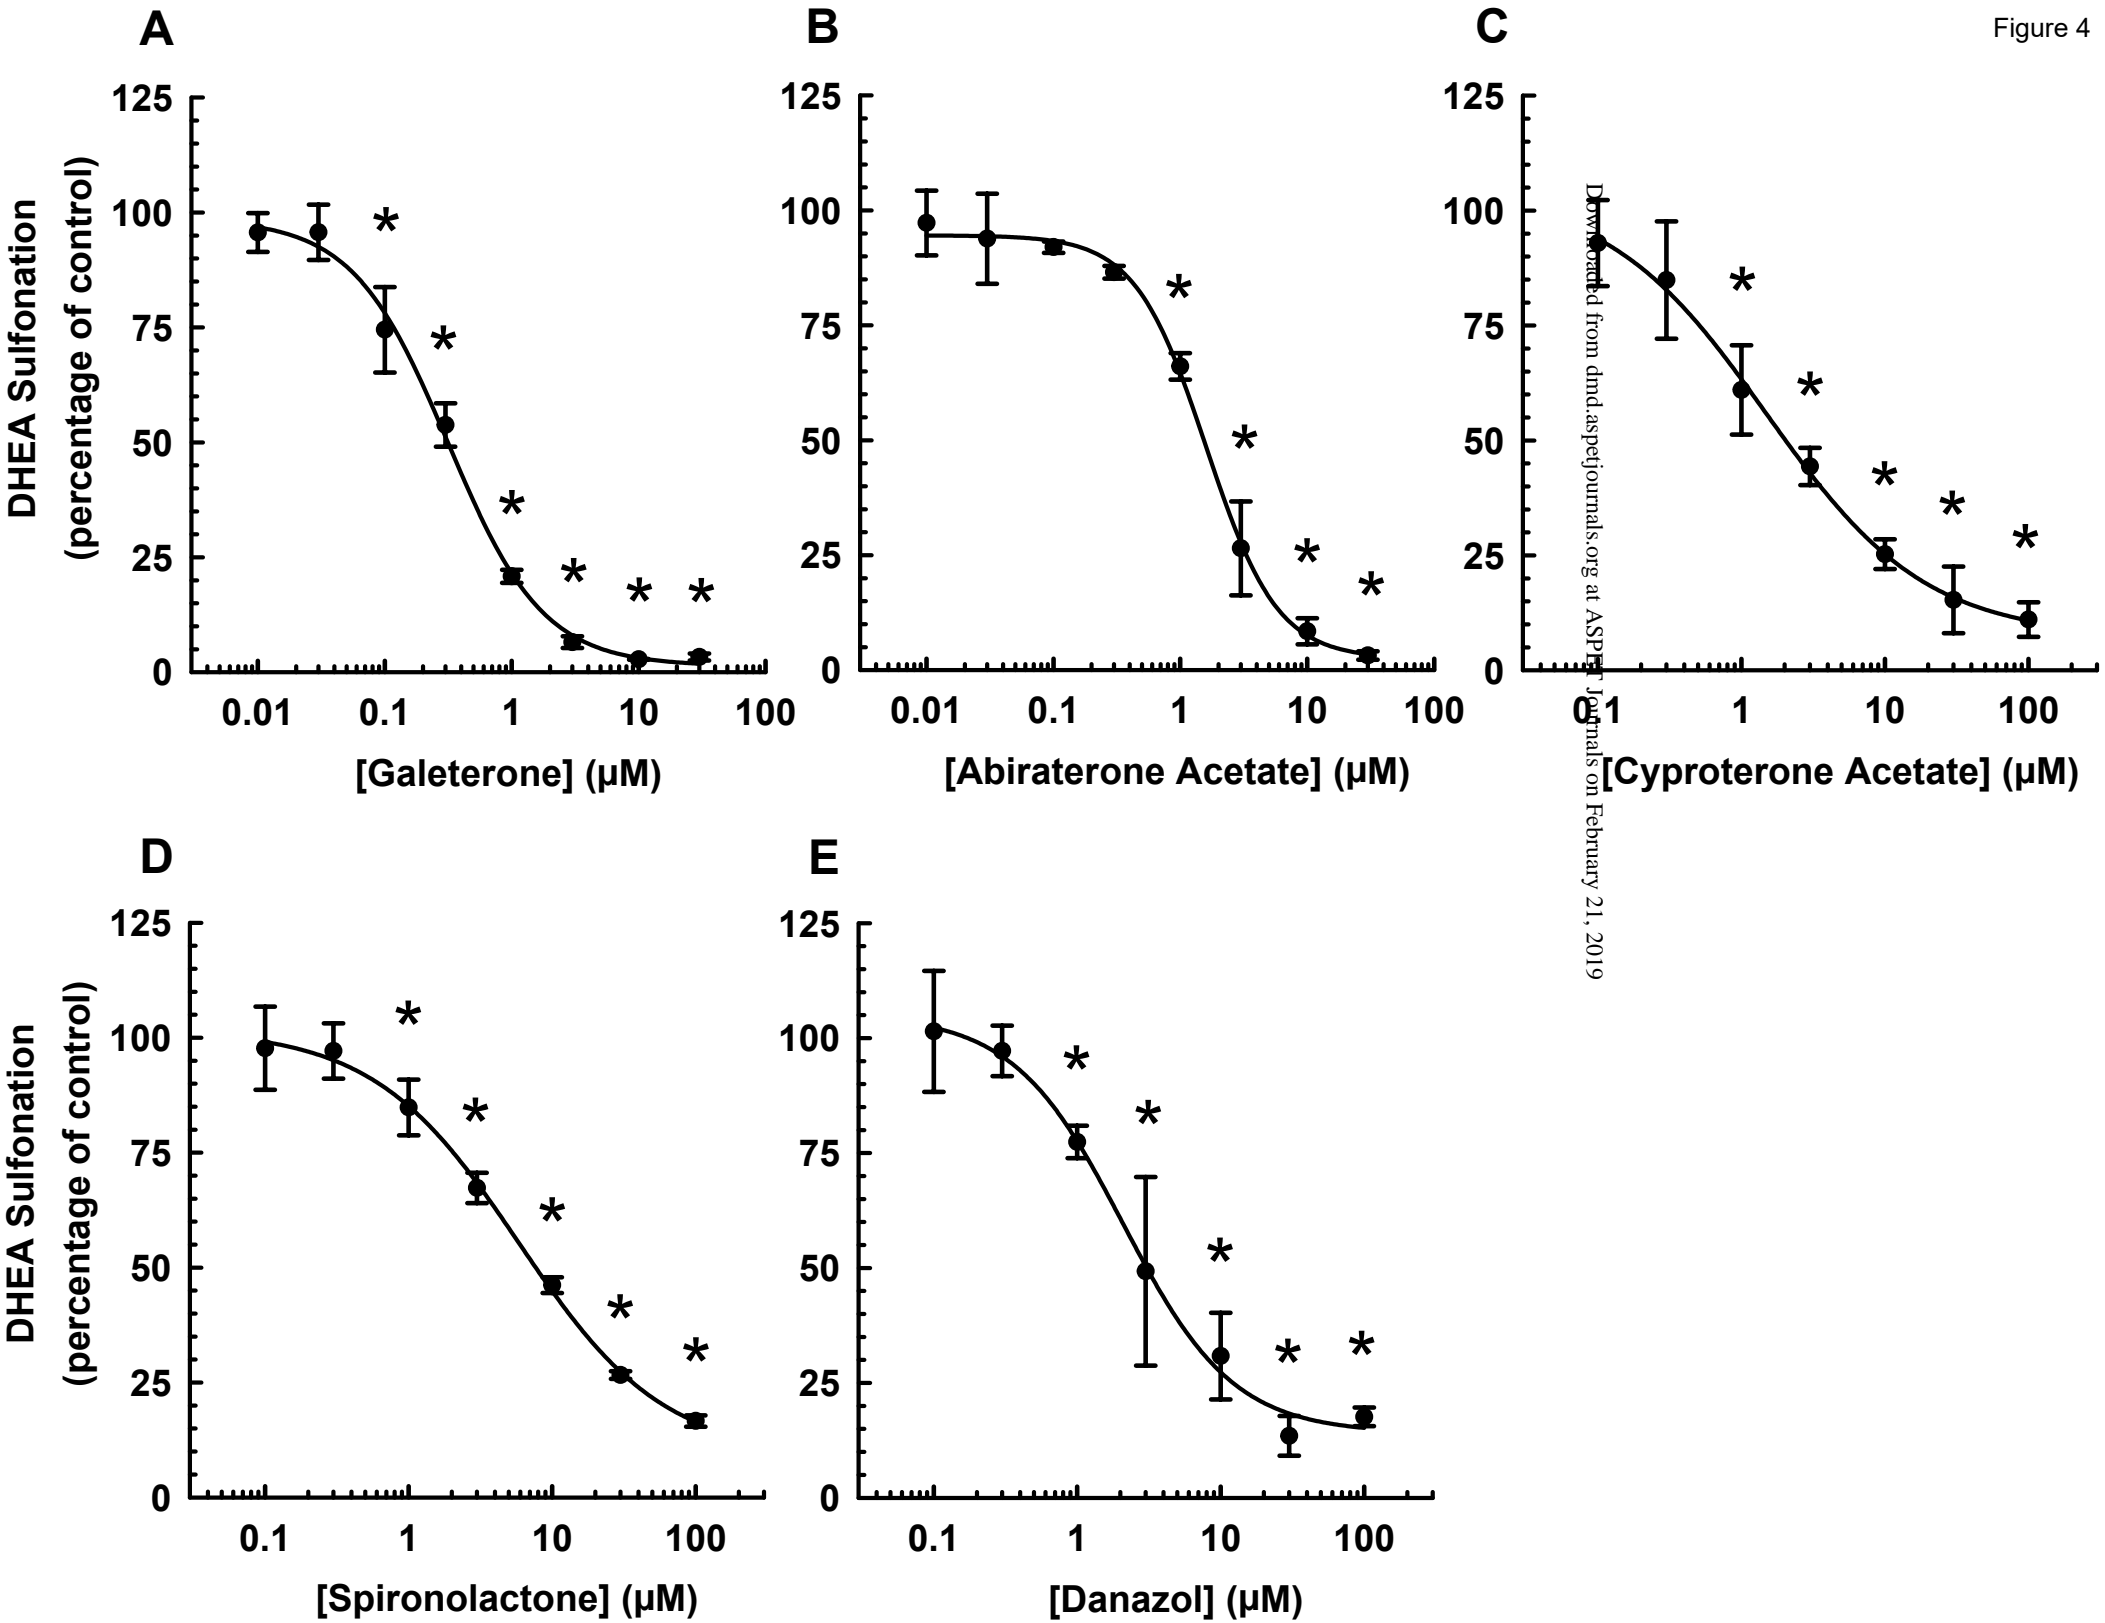 Figure 4
A
B
C
DHEA Sulfonation
(percentage of control)
125
100
75
50
25
0
0.01 0.1 1 10 100
[Galeterone] (µM)
* * * * * *
125
100
75
50
25
0
0.01 0.1 1 10 100
[Abiraterone Acetate] (µM)
* * * *
125
100
75
50
25
0
0.1 1 10 100
[Cyproterone Acetate] (µM)
* * * * *
Downloaded from dmd.aspetjournals.org at ASPET Journals on February 21, 2019
D
E
DHEA Sulfonation
(percentage of control)
125
100
75
50
25
0
0.1 1 10 100
[Spironolactone] (µM)
* * * * *
125
100
75
50
25
0
0.1 1 10 100
[Danazol] (µM)
* * * * *